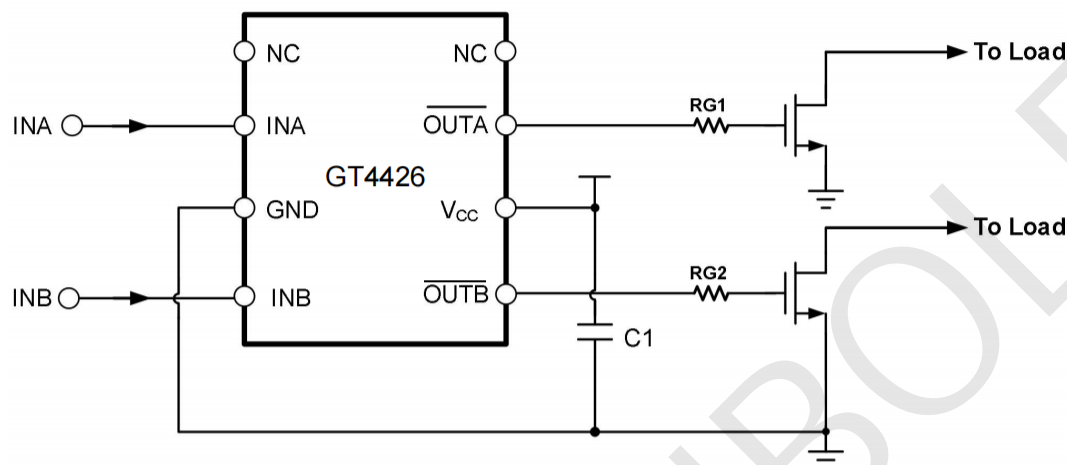 NC
NC
To Load
INA
INA
OUTA
RG1
GT4426
GND
VCC
To Load
INB
INB
OUTB
RG2
C1